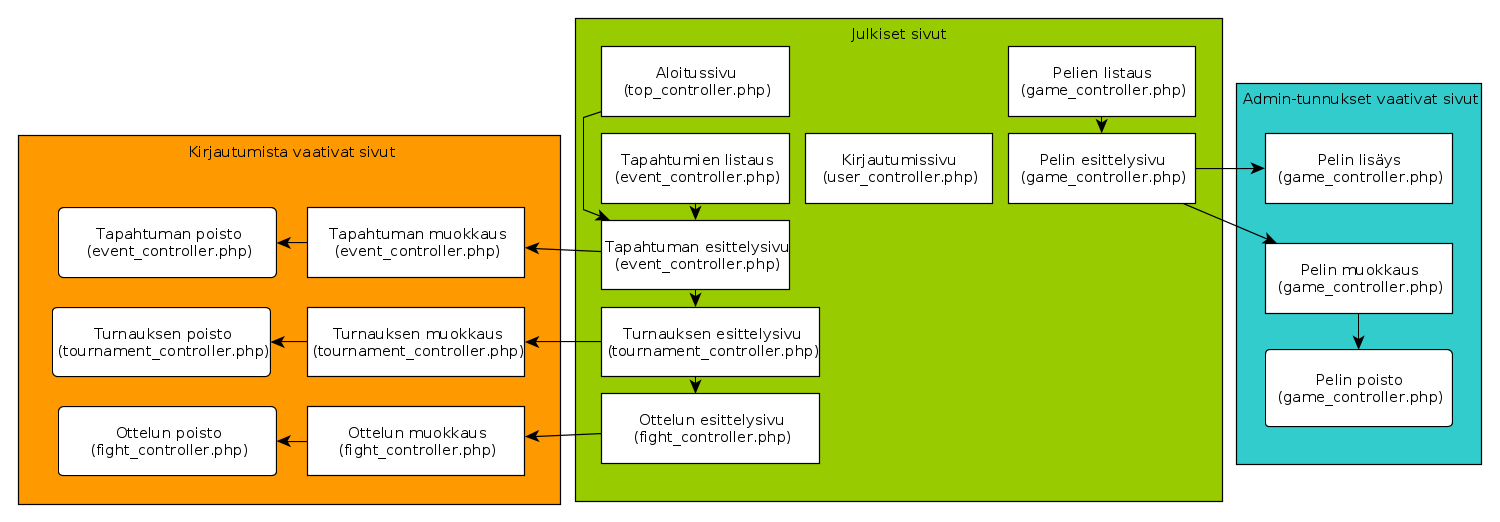 Kirjautumista vaativat sivut
Tapahtuman poisto
(event_controller.php)
Tapahtuman muokkaus
(event_controller.php)
Turnauksen poisto
(tournament_controller.php)
Turnauksen muokkaus
(tournament_controller.php)
Ottelun poisto
(fight_controller.php)
Ottelun muokkaus
(fight_controller.php)
Julkiset sivut
Aloitussivu
(top_controller.php)
Pelien listaus
(game_controller.php)
Tapahtumien listaus
(event_controller.php)
Kirjautumissivu
(user_controller.php)
Pelin esittelysivu
(game_controller.php)
Tapahtuman esittelysivu
(event_controller.php)
Turnauksen esittelysivu
(tournament_controller.php)
Ottelun esittelysivu
(fight_controller.php)
Admin-tunnukset vaativat sivut
Pelin lisäys
(game_controller.php)
Pelin muokkaus
(game_controller.php)
Pelin poisto
(game_controller.php)